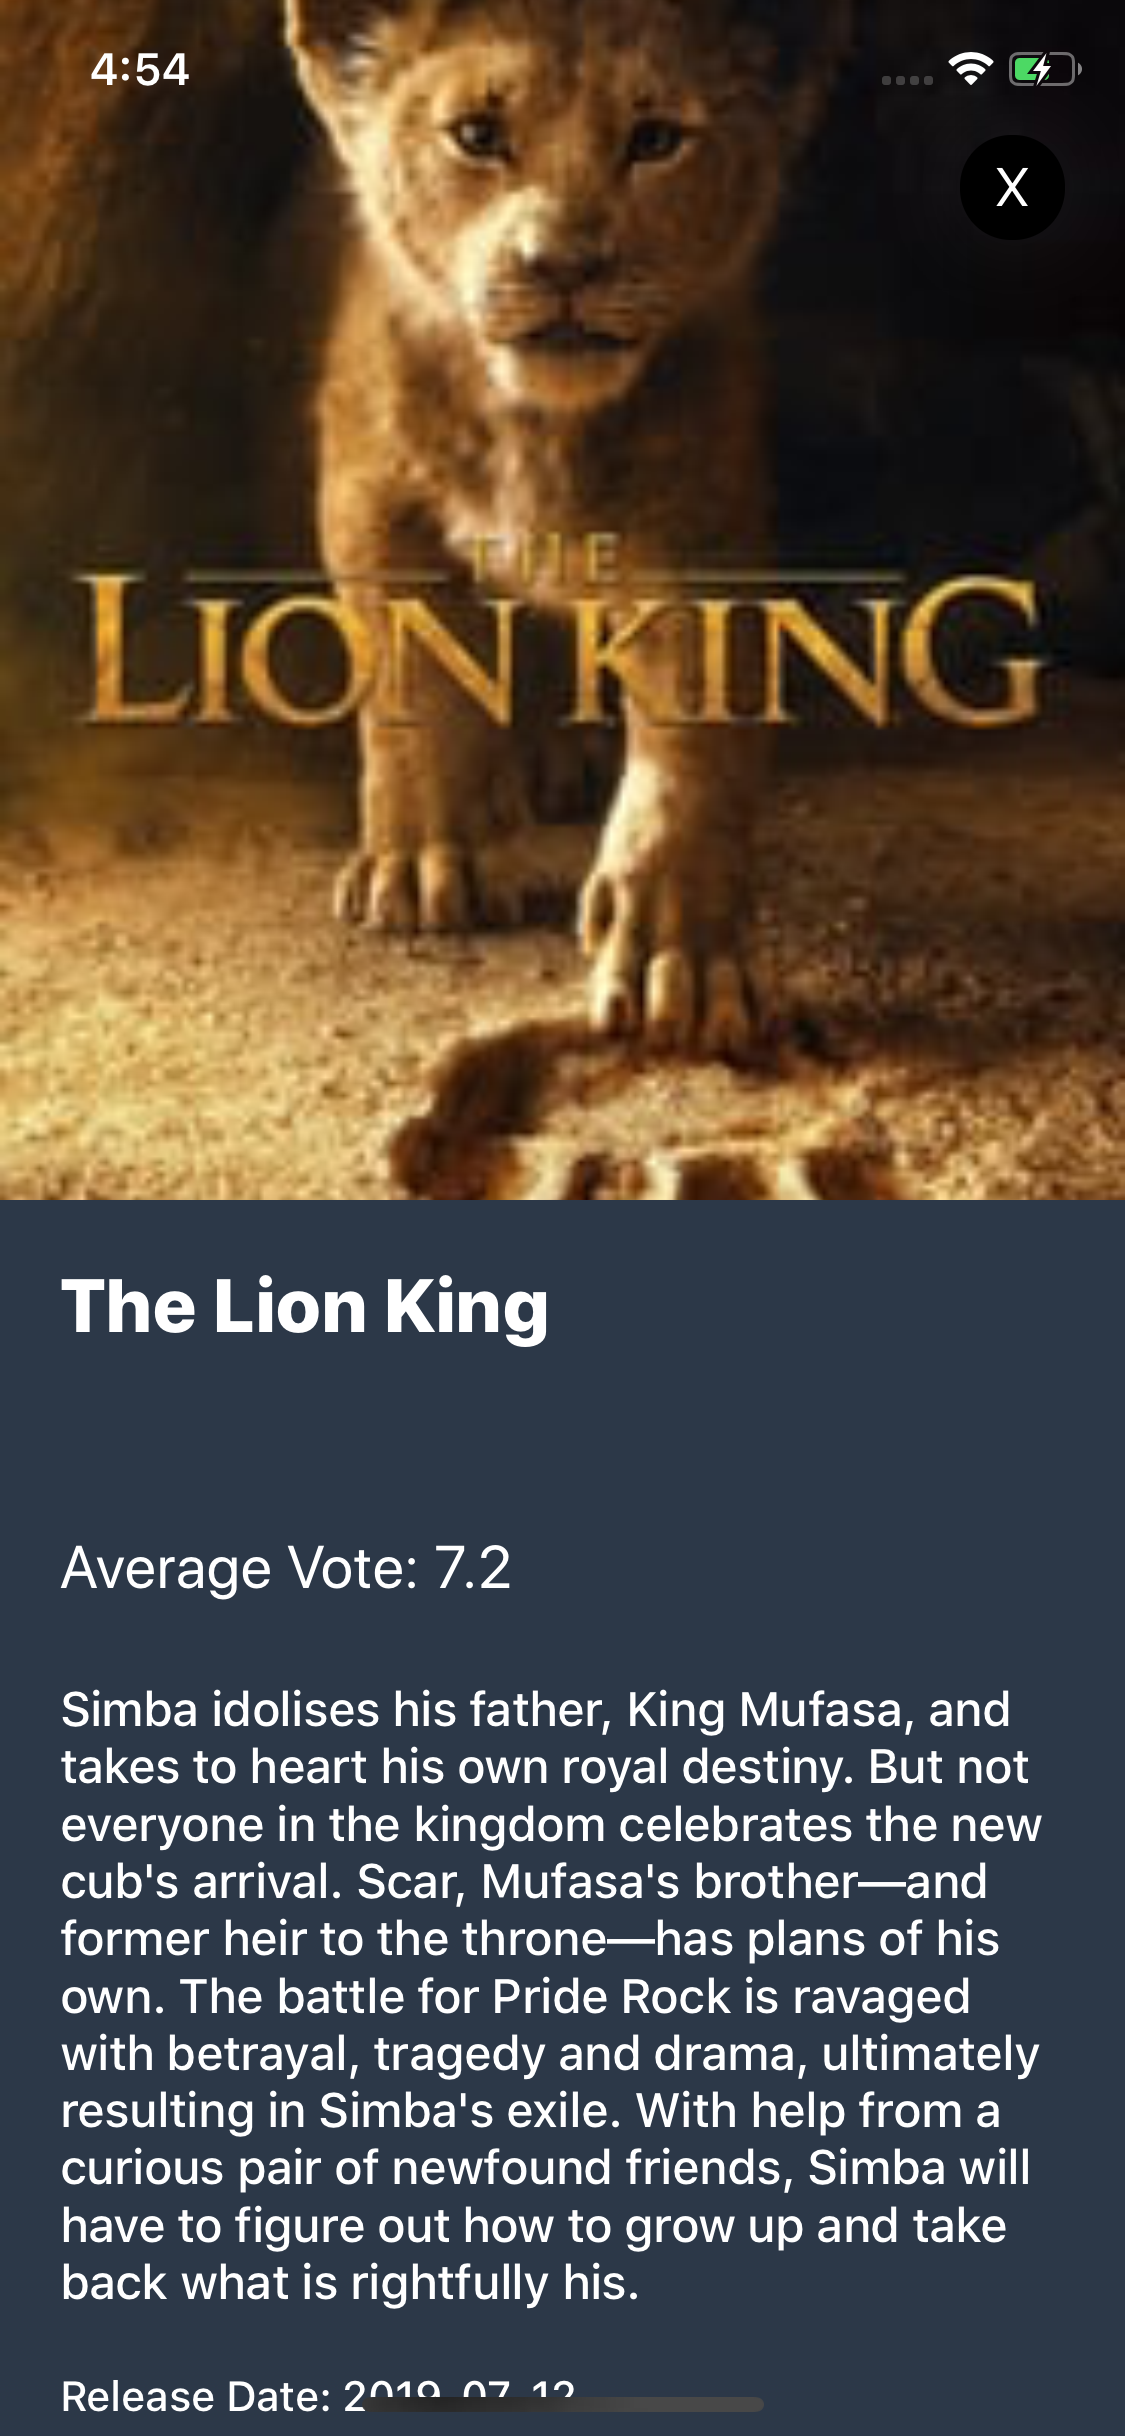 4:54
X
THE
LION KING
The Lion King
Average Vote: 7.2
Simba idolises his father, King Mufasa, and
takes to heart his own royal destiny. But not
everyone in the kingdom celebrates the new
cub's arrival. Scar, Mufasa's brother—and
former heir to the throne—has plans of his
own. The battle for Pride Rock is ravaged
with betrayal, tragedy and drama, ultimately
resulting in Simba's exile. With help from a
curious pair of newfound friends, Simba will
have to figure out how to grow up and take
back what is rightfully his.
Release Date: 2019-07-12